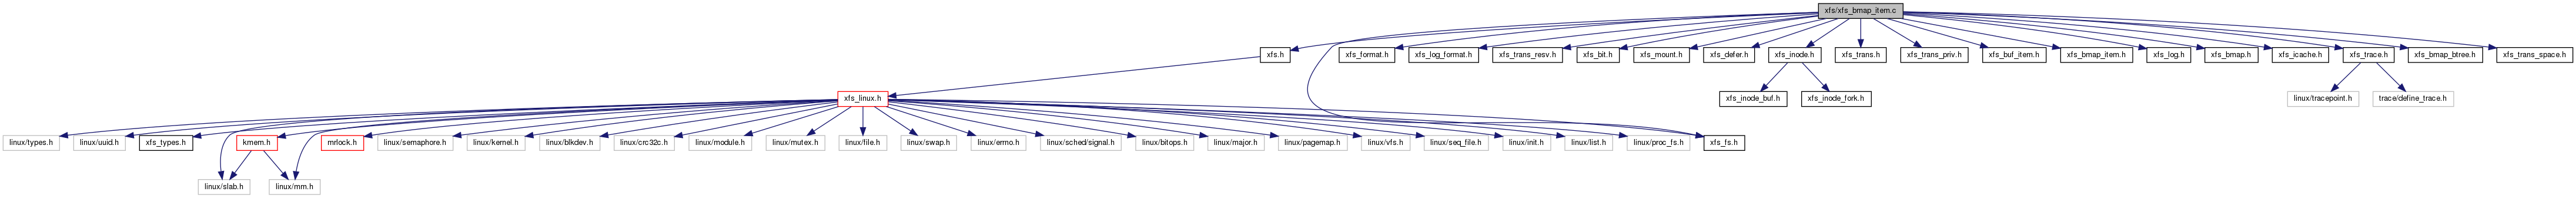 xfs/xfs_bmap_item.c
xfs.h
xfs_format.h
xfs_log_format.h
xfs_trans_resv.h
xfs_bit.h
xfs_mount.h
xfs_defer.h
xfs_inode.h
xfs_trans.h
xfs_trans_priv.h
xfs_buf_item.h
xfs_bmap_item.h
xfs_log.h
xfs_bmap.h
xfs_icache.h
xfs_trace.h
xfs_bmap_btree.h
xfs_trans_space.h
xfs_linux.h
xfs_inode_buf.h
xfs_inode_fork.h
linux/tracepoint.h
trace/define_trace.h
linux/types.h
linux/uuid.h
xfs_types.h
kmem.h
mrlock.h
linux/semaphore.h
linux/kernel.h
linux/blkdev.h
linux/crc32c.h
linux/module.h
linux/mutex.h
linux/file.h
linux/swap.h
linux/errno.h
linux/sched/signal.h
linux/bitops.h
linux/major.h
linux/pagemap.h
linux/vfs.h
linux/seq_file.h
linux/init.h
linux/list.h
linux/proc_fs.h
xfs_fs.h
linux/slab.h
linux/mm.h